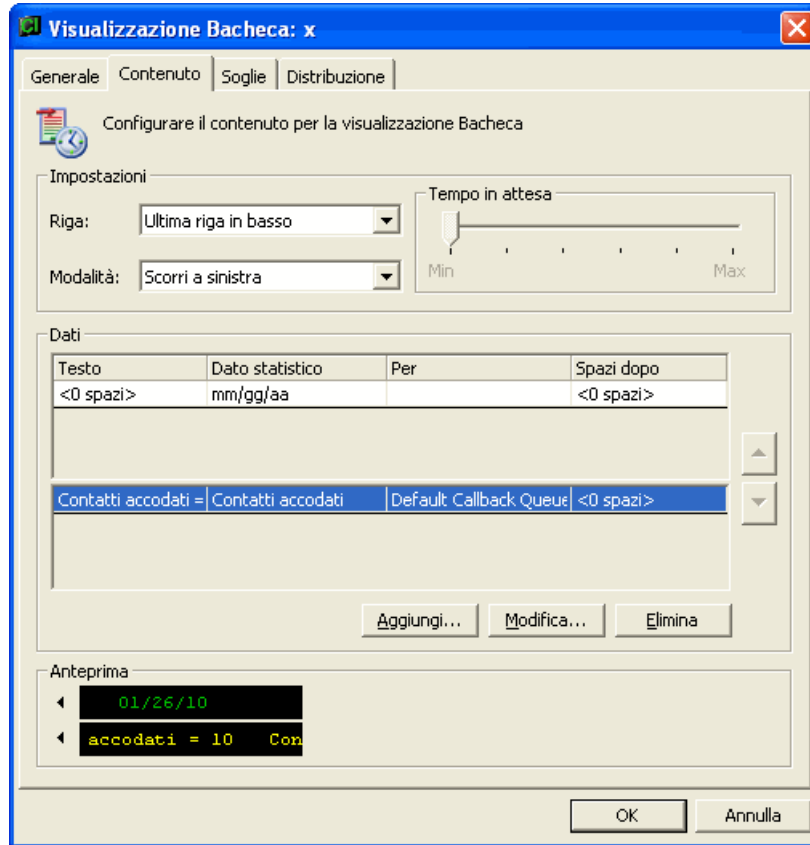 Visualizzazione Bacheca: x
Generale Contenuto Soglie Distribuzione
Configurare il contenuto per la visualizzazione Bacheca
Impostazioni
Tempo in attesa
Riga: Ultima riga in basso
Modalità: Scorri a sinistra
Min Max
Dati
Testo Dato statistico Per Spazi dopo
<0 spazi> mm/gg/aa <0 spazi>
Contatti accodati = Contatti accodati Default Callback Queue <0 spazi>
Aggiungi... Modifica... Elimina
Anteprima
01/26/10
accodati = 10 Con
OK Annulla